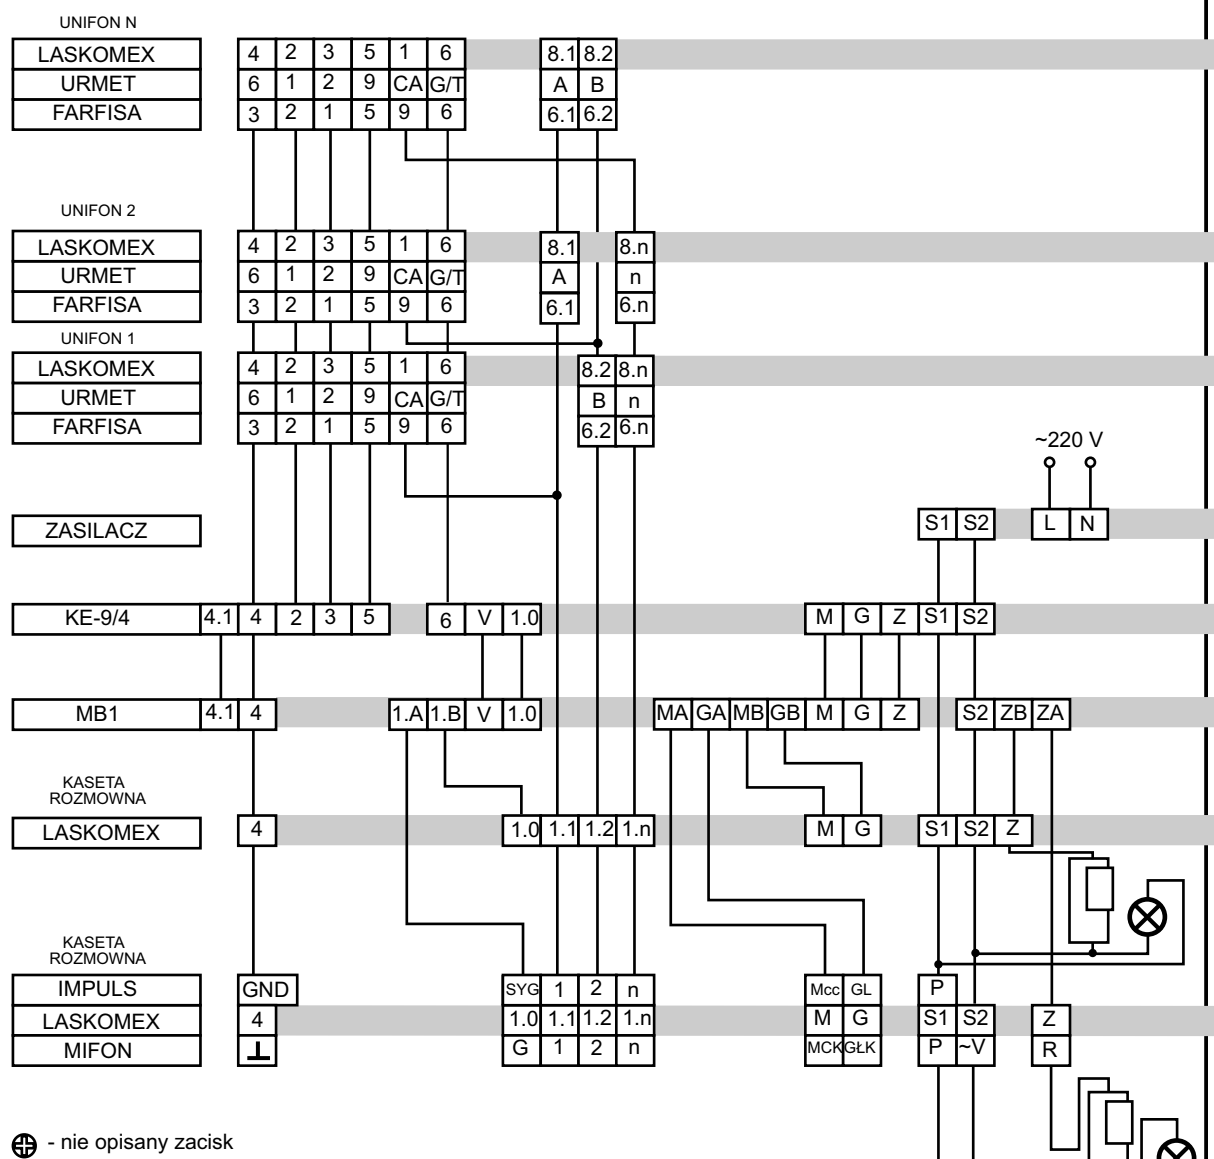 UNIFON N
LASKOMEX 4 2 3 5 1 6 8.1 8.2
URMET 6 1 2 9 CA G/T A B
FARFISA 3 2 1 5 9 6 6.1 6.2
UNIFON 2
LASKOMEX 4 2 3 5 1 6 8.1 8.n
URMET 6 1 2 9 CA G/T A n
FARFISA 3 2 1 5 9 6 6.1 6.n
UNIFON 1
LASKOMEX 4 2 3 5 1 6 8.2 8.n
URMET 6 1 2 9 CA G/T B n
FARFISA 3 2 1 5 9 6 6.2 6.n
~220 V
ZASILACZ S1 S2 L N
KE-9/4 4.1 4 2 3 5 6 V 1.0 M G Z S1 S2
MB1 4.1 4 1.A 1.B V 1.0 MA GA MB GB M G Z S2 ZB ZA
KASETA
ROZMOWNA
LASKOMEX 4 1.0 1.1 1.2 1.n M G S1 S2 Z
KASETA
ROZMOWNA
IMPULS GND SYG 1 2 n Mcc GL P
LASKOMEX 4 1.0 1.1 1.2 1.n M G S1 S2 Z
MIFON G 1 2 n MCK GŁK P ~V R
- nie opisany zacisk